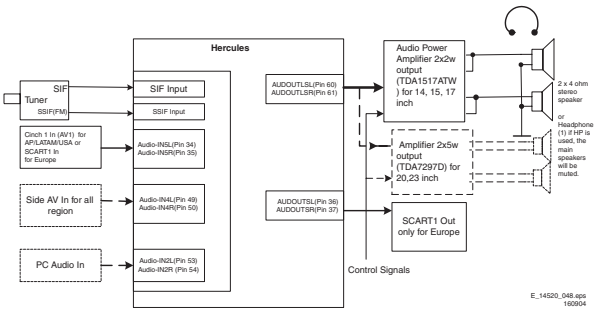 Hercules
SIF
Tuner
SSIF(FM)
SIF Input
SSIF Input
Cinch 1 In (AV1) for
AP/LATAM/USA or
SCART1 In
for Europe
Audio-IN5L(Pin 34)
Audio-IN5R(Pin 35)
Side AV In for all
region
Audio-IN4L(Pin 49)
Audio-IN4R(Pin 50)
PC Audio In
Audio-IN2L(Pin 53)
Audio-IN2R (Pin 54)
AUDOUTLSL(Pin 60)
AUDOUTLSR(Pin 61)
AUDOUTSL(Pin 36)
AUDOUTSR(Pin 37)
Audio Power
Amplifier 2x2w
output
(TDA1517ATW
) for 14, 15, 17
inch
Amplifier 2x5w
output
(TDA7297D) for
20,23 inch
SCART1 Out
only for Europe
Control Signals
2 x 4 ohm
stereo
speaker
or
Headphone
(1) if HP is
used, the
main
speakers
will be
muted.
E_14520_048.eps
160904